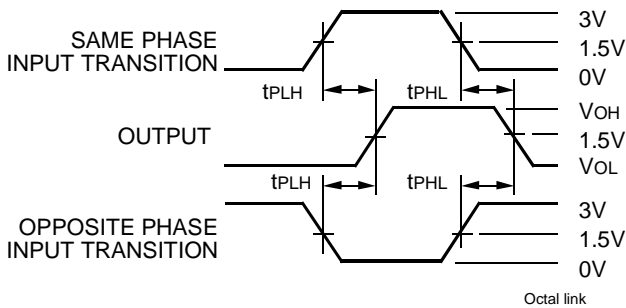 SAME PHASE
INPUT TRANSITION
3V
1.5V
0V
tPLH
tPHL
OUTPUT
VOH
1.5V
VOL
tPLH
tPHL
OPPOSITE PHASE
INPUT TRANSITION
3V
1.5V
0V
Octal link